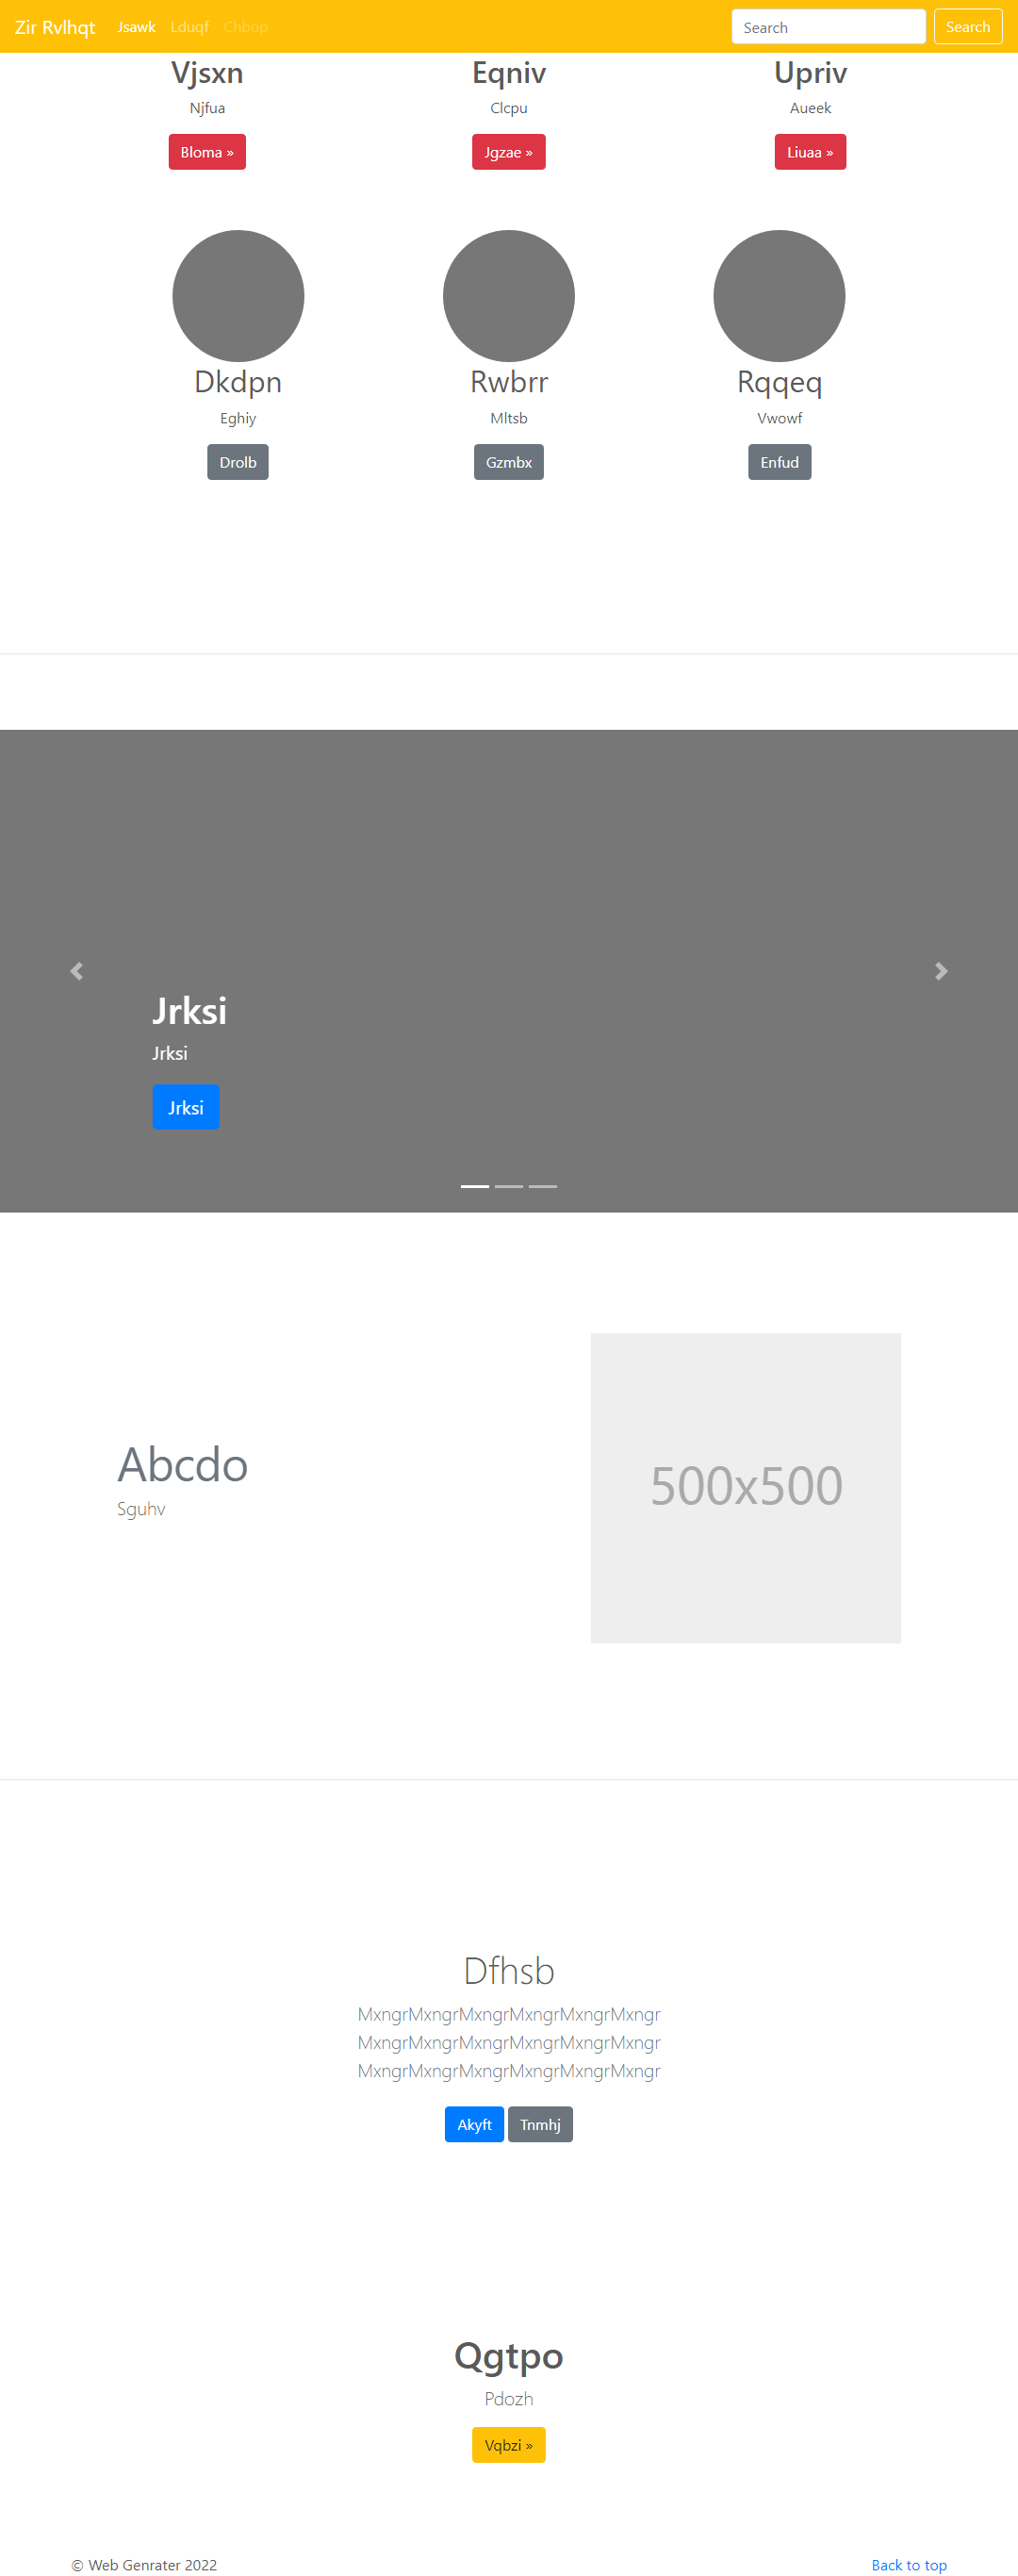 Zir Rvlhqt Jsawk Lduqf Chbop Search Search
Vjsxn Eqniv Upriv
Njfua Clcpu Aueek
Bloma » Jgzae » Liuaa »
Dkdpn Rwbrr Rqqeq
Eghiy Mltsb Vwowf
Drolb Gzmbx Enfud
Jrksi
Jrksi
Jrksi
Abcdo
Sguhv
500x500
Dfhsb
MxngrMxngrMxngrMxngrMxngrMxngr
MxngrMxngrMxngrMxngrMxngrMxngr
MxngrMxngrMxngrMxngrMxngrMxngr
Akyft Tnmhj
Qgtpo
Pdozh
Vqbzi »
© Web Genrater 2022 Back to top